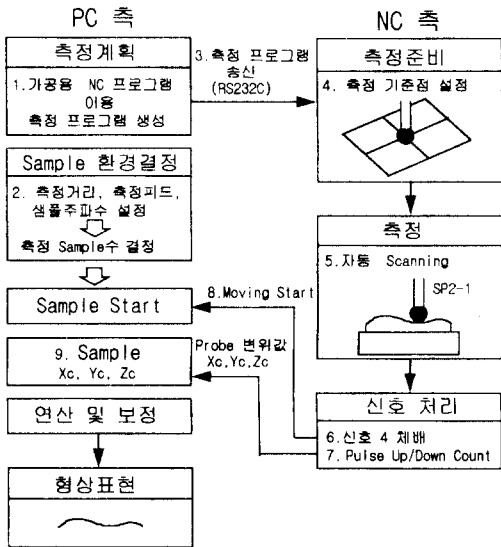 PC 측
NC 측
측정계획
1.가공용 NC 프로그램
이용
측정 프로그램 생성
3. 측정 프로그램
송신
(RS232C)
측정준비
4. 측정 기준점 설정
Sample 환경결정
2. 측정거리, 측정피드,
샘플주파수 설정
측정 Sample수 결정
측정
5.자동 Scanning
SP2-1
Sample Start
8.Moving Start
9. Sample
Xc, Yc, Zc
Probe 변위값
Xc,Yc,Zc
신호 처리
6.신호 4 체배
7. Pulse Up/Down Count
연산 및 보정
형상표현